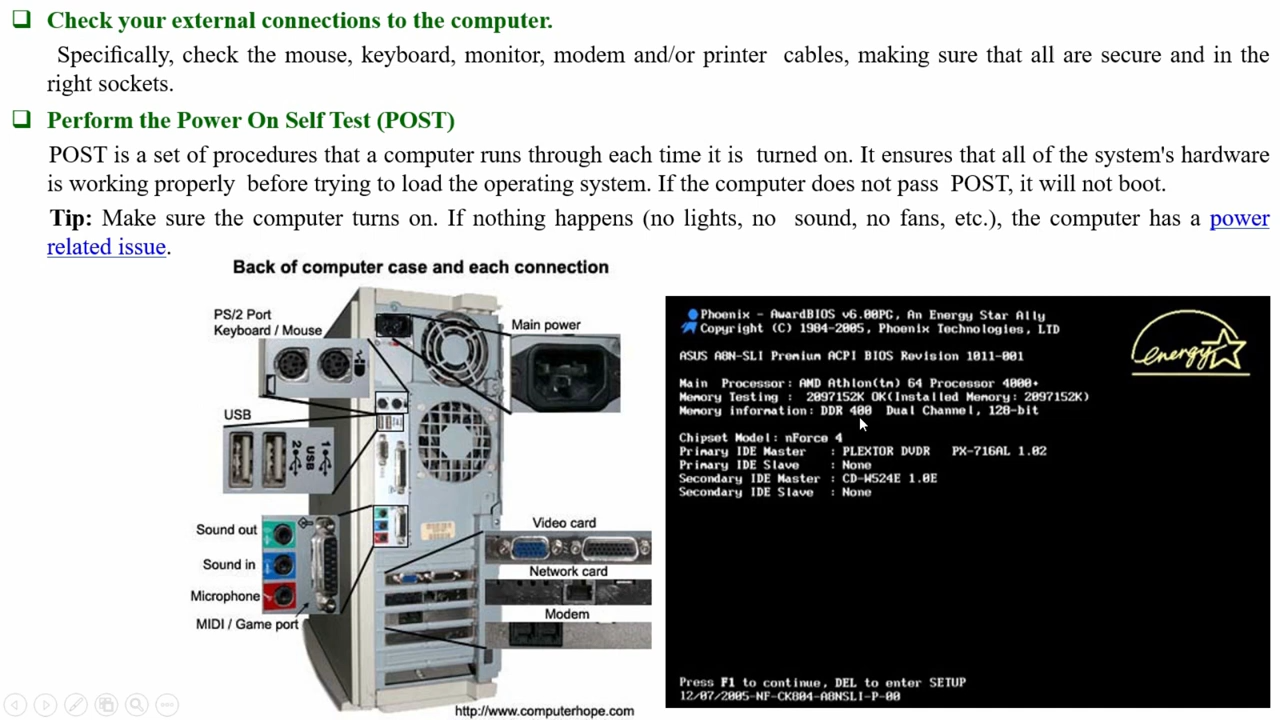 Check your external connections to the computer.
Specifically, check the mouse, keyboard, monitor, modem and/or printer cables, making sure that all are secure and in the
right sockets.
Perform the Power On Self Test (POST)
POST is a set of procedures that a computer runs through each time it is turned on. It ensures that all of the system's hardware
is working properly before trying to load the operating system. If the computer does not pass POST, it will not boot.
Tip: Make sure the computer turns on. If nothing happens (no lights, no sound, no fans, etc.), the computer has a power
related issue.
Back of computer case and each connection
PS/2 Port
Keyboard / Mouse
Main power
USB
1
2
USB
Sound out
Sound in
Microphone
MIDI / Game port
Video card
Network card
Modem
http://www.computerhope.com
Phoenix - AwardBIOS v6.00PG, An Energy Star Ally
Copyright (C) 1984-2005, Phoenix Technologies, LTD
energy
ASUS A8N-SLI Premium ACPI BIOS Revision 1011-001
Main Processor : AMD Athlon(tm) 64 Processor 4000+
Memory Testing : 2097152K OK(Installed Memory: 2097152K)
Memory information: DDR 400 Dual Channel, 128-bit
Chipset Model: nForce 4
Primary IDE Master : PLEXTOR DVDR PX-716AL 1.02
Primary IDE Slave : None
Secondary IDE Master : CD-W524E 1.0E
Secondary IDE Slave : None
Press F1 to continue, DEL to enter SETUP
12/07/2005-NF-CK804-A8NSLI-P-00